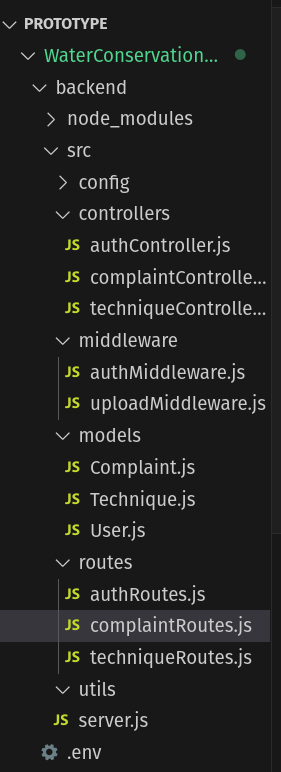 PROTOTYPE
WaterConservation...
backend
node_modules
src
config
controllers
JS authController.js
JS complaintControlle...
JS techniqueControlle...
middleware
JS authMiddleware.js
JS uploadMiddleware.js
models
JS Complaint.js
JS Technique.js
JS User.js
routes
JS authRoutes.js
JS complaintRoutes.js
JS techniqueRoutes.js
utils
JS server.js
.env